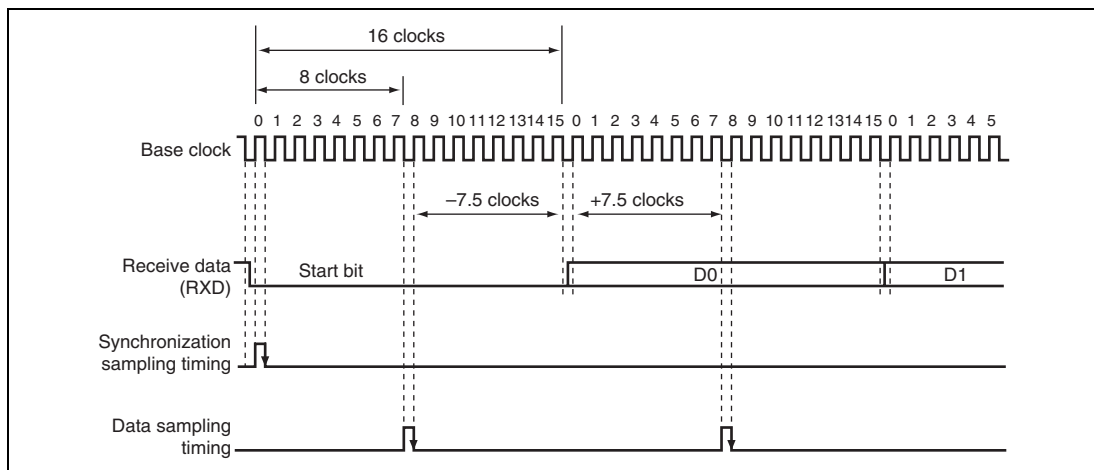 16 clocks
8 clocks
0 1 2 3 4 5 6 7 8 9 10 11 12 13 14 15 0 1 2 3 4 5 6 7 8 9 10 11 12 13 14 15 0 1 2 3 4 5
Base clock
–7.5 clocks +7.5 clocks
Receive data
(RXD)
Start bit D0 D1
Synchronization
sampling timing
Data sampling
timing